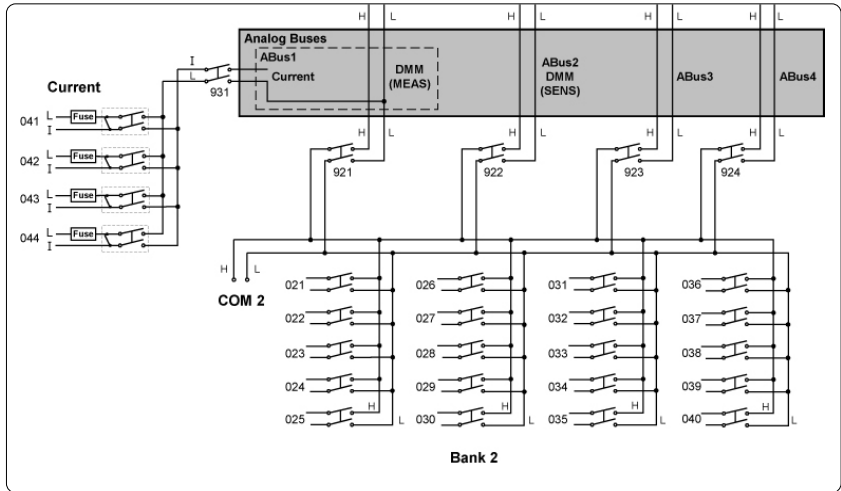 H L H L H L H L
Analog Buses
ABus1
Current
DMM
(MEAS)
ABus2
DMM
(SENS)
ABus3
ABus4
I
L
931
Current
041 L Fuse
I
042 L Fuse
I
043 L Fuse
I
044 L Fuse
I
H L H L H L H L
921 922 923 924
H L
COM 2
021 026 031 036
022 027 032 037
023 028 033 038
024 029 034 039
H H H H
025 L 030 L 035 L 040 L
Bank 2